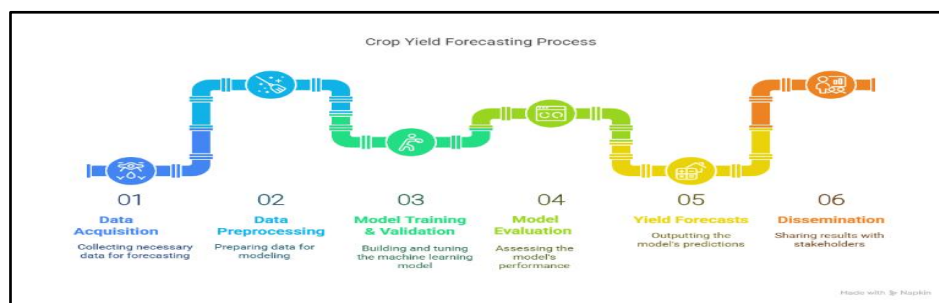 Crop Yield Forecasting Process
01
Data
Acquisition
Collecting necessary
data for forecasting
02
Data
Preprocessing
Preparing data for
modeling
03
Model Training
& Validation
Building and tuning
the machine learning
model
04
Model
Evaluation
Assessing the
model's
performance
05
Yield Forecasts
Outputting the
model's predictions
06
Dissemination
Sharing results with
stakeholders
Made with Napkin